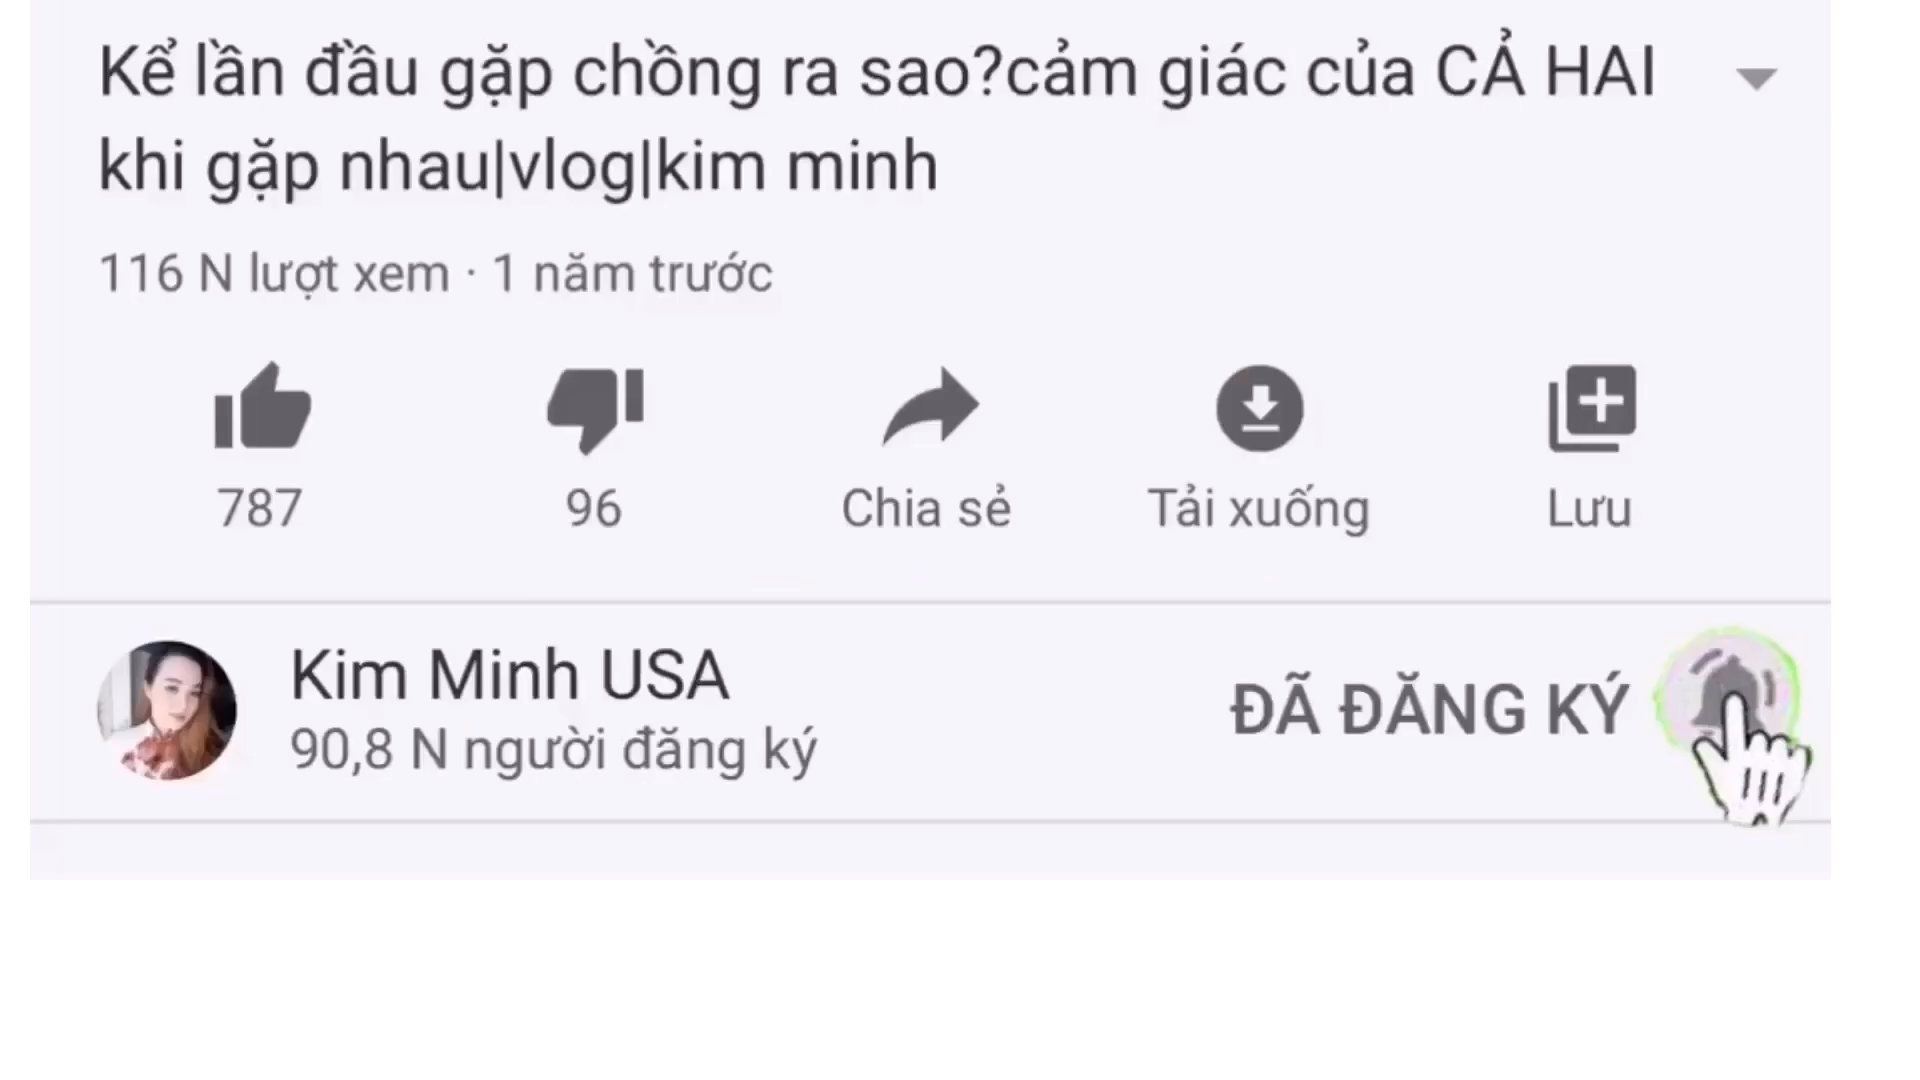 Kể lần đầu gặp chồng ra sao?cảm giác của CẢ HAI
khi gặp nhau|vlog|kim minh
116 N lượt xem · 1 năm trước
787 96 Chia sẻ Tải xuống Lưu
Kim Minh USA
90,8 N người đăng ký
ĐÃ ĐĂNG KÝ